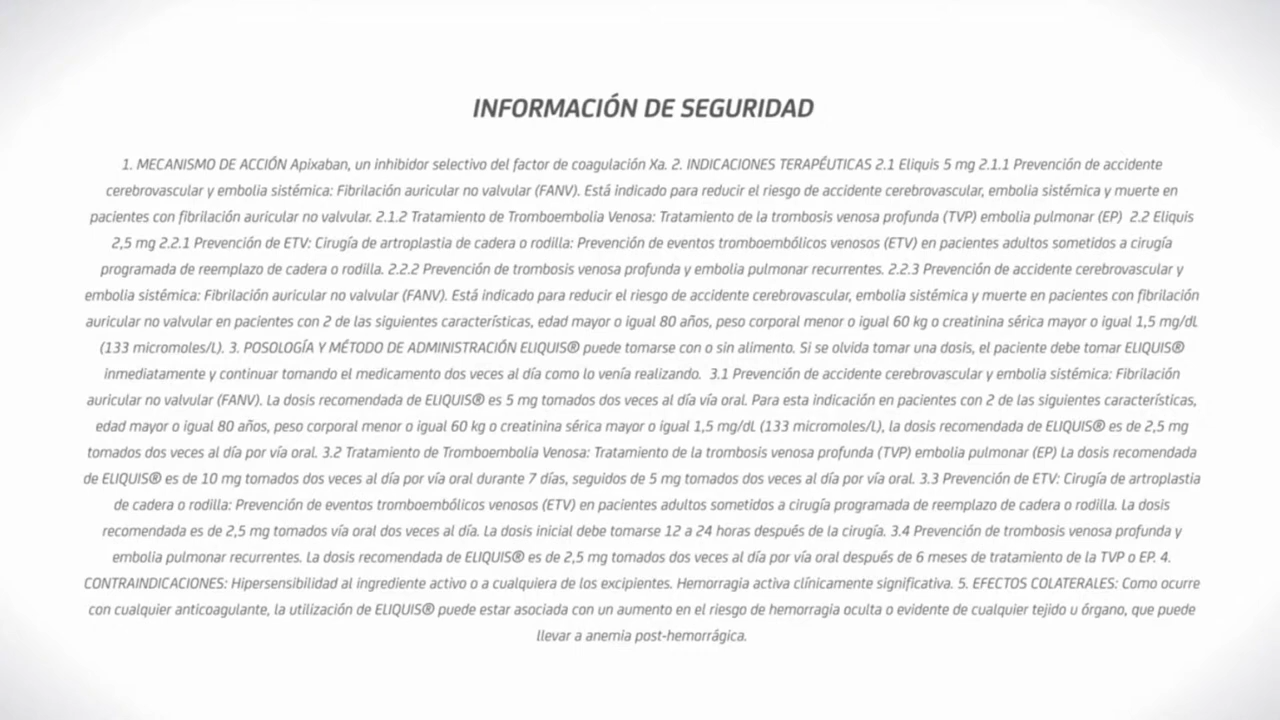 INFORMACIÓN DE SEGURIDAD
1. MECANISMO DE ACCIÓN Apixaban, un inhibidor selectivo del factor de coagulación Xa. 2. INDICACIONES TERAPÉUTICAS 2.1 Eliquis 5 mg 2.1.1 Prevención de accidente
cerebrovascular y embolia sistémica: Fibrilación auricular no valvular (FANV). Está indicado para reducir el riesgo de accidente cerebrovascular, embolia sistémica y muerte en
pacientes con fibrilación auricular no valvular. 2.1.2 Tratamiento de Tromboembolia Venosa: Tratamiento de la trombosis venosa profunda (TVP) embolia pulmonar (EP) 2.2 Eliquis
2,5 mg 2.2.1 Prevención de ETV: Cirugía de artroplastia de cadera o rodilla: Prevención de eventos tromboembólicos venosos (ETV) en pacientes adultos sometidos a cirugía
programada de reemplazo de cadera o rodilla. 2.2.2 Prevención de trombosis venosa profunda y embolia pulmonar recurrentes. 2.2.3 Prevención de accidente cerebrovascular y
embolia sistémica: Fibrilación auricular no valvular (FANV). Está indicado para reducir el riesgo de accidente cerebrovascular, embolia sistémica y muerte en pacientes con fibrilación
auricular no valvular en pacientes con 2 de las siguientes características, edad mayor o igual 80 años, peso corporal menor o igual 60 kg o creatinina sérica mayor o igual 1,5 mg/dL
(133 micromoles/L). 3. POSOLOGÍA Y MÉTODO DE ADMINISTRACIÓN ELIQUIS® puede tomarse con o sin alimento. Si se olvida tomar una dosis, el paciente debe tomar ELIQUIS®
inmediatamente y continuar tomando el medicamento dos veces al día como lo venía realizando. 3.1 Prevención de accidente cerebrovascular y embolia sistémica: Fibrilación
auricular no valvular (FANV). La dosis recomendada de ELIQUIS® es 5 mg tomados dos veces al día vía oral. Para esta indicación en pacientes con 2 de las siguientes características,
edad mayor o igual 80 años, peso corporal menor o igual 60 kg o creatinina sérica mayor o igual 1,5 mg/dL (133 micromoles/L), la dosis recomendada de ELIQUIS® es de 2,5 mg
tomados dos veces al día por vía oral. 3.2 Tratamiento de Tromboembolia Venosa: Tratamiento de la trombosis venosa profunda (TVP) embolia pulmonar (EP) La dosis recomendada
de ELIQUIS® es de 10 mg tomados dos veces al día por vía oral durante 7 días, seguidos de 5 mg tomados dos veces al día por vía oral. 3.3 Prevención de ETV: Cirugía de artroplastia
de cadera o rodilla: Prevención de eventos tromboembólicos venosos (ETV) en pacientes adultos sometidos a cirugía programada de reemplazo de cadera o rodilla. La dosis
recomendada es de 2,5 mg tomados vía oral dos veces al día. La dosis inicial debe tomarse 12 a 24 horas después de la cirugía. 3.4 Prevención de trombosis venosa profunda y
embolia pulmonar recurrentes. La dosis recomendada de ELIQUIS® es de 2,5 mg tomados dos veces al día por vía oral después de 6 meses de tratamiento de la TVP o EP. 4.
CONTRAINDICACIONES: Hipersensibilidad al ingrediente activo o a cualquiera de los excipientes. Hemorragia activa clínicamente significativa. 5. EFECTOS COLATERALES: Como ocurre
con cualquier anticoagulante, la utilización de ELIQUIS® puede estar asociada con un aumento en el riesgo de hemorragia oculta o evidente de cualquier tejido u órgano, que puede
llevar a anemia post-hemorrágica.